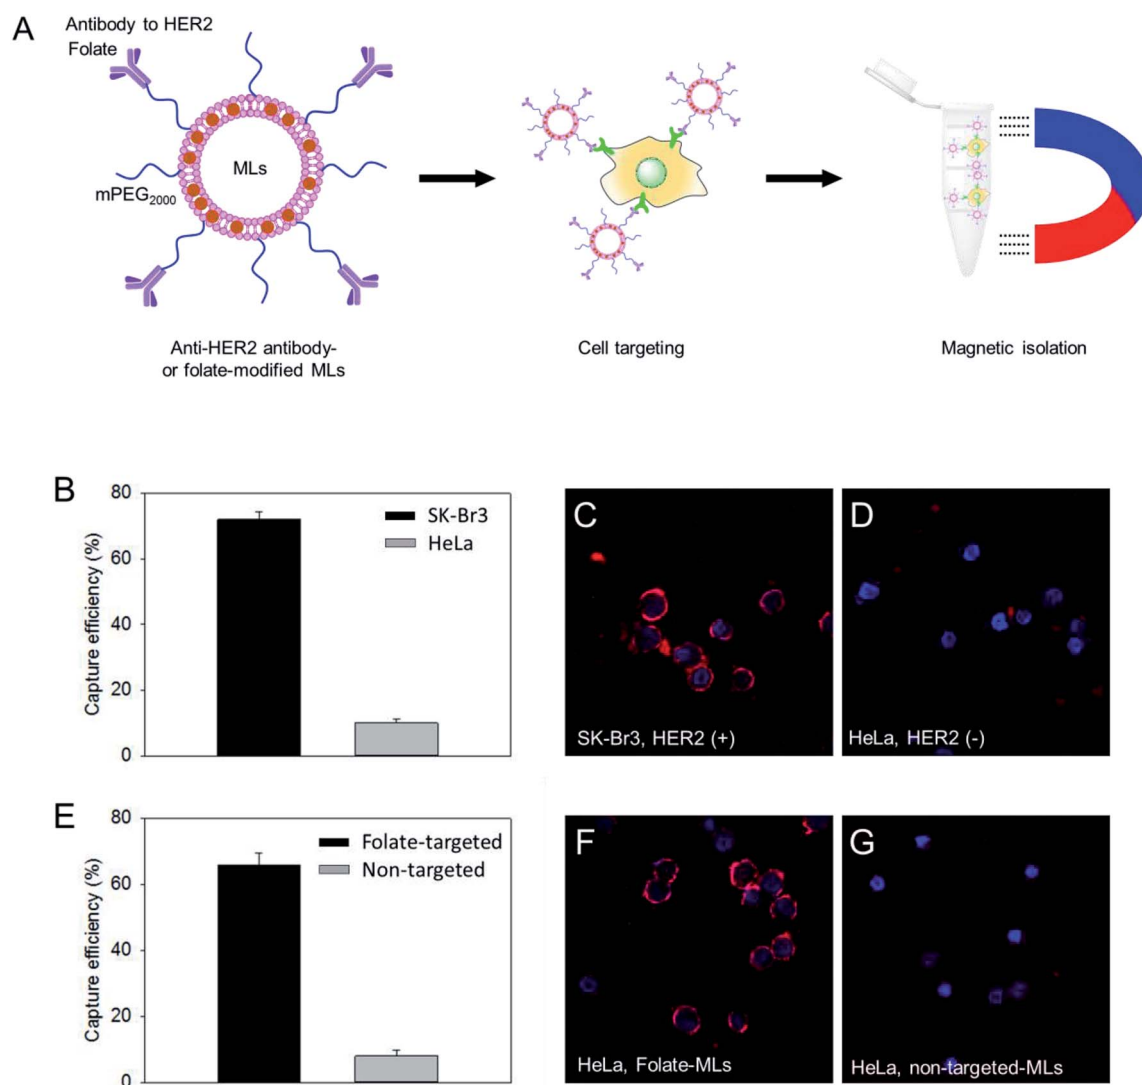 A
Antibody to HER2
Folate
MLs
mPEG2000
Anti-HER2 antibody-
or folate-modified MLs
Cell targeting
Magnetic isolation
B
80
60
40
20
0
Capture efficiency (%)
SK-Br3
HeLa
C
SK-Br3, HER2 (+)
D
HeLa, HER2 (-)
E
80
60
40
20
0
Capture efficiency (%)
Folate-targeted
Non-targeted
F
HeLa, Folate-MLs
G
HeLa, non-targeted-MLs